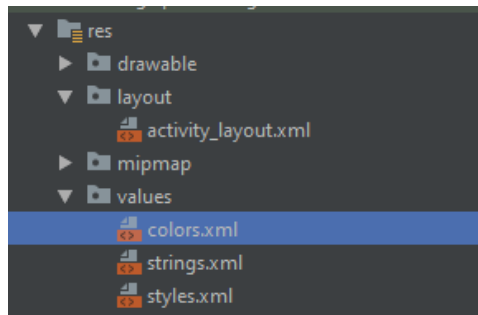 res
drawable
layout
activity_layout.xml
mipmap
values
colors.xml
strings.xml
styles.xml